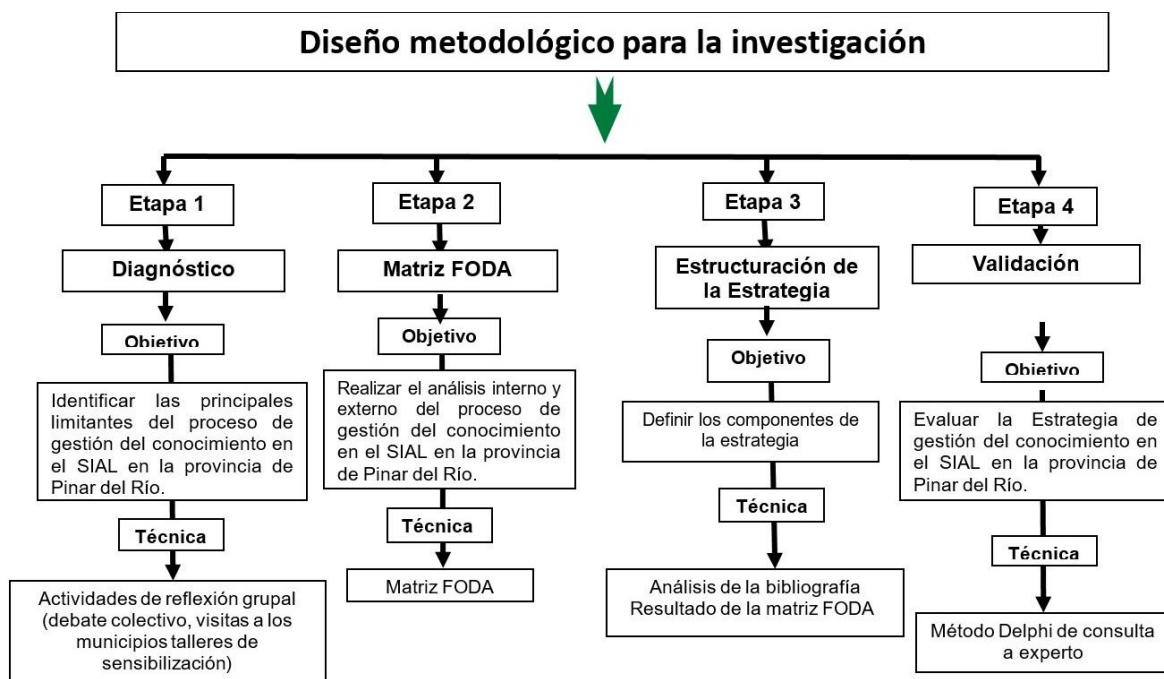 Diseño metodológico para la investigación
Etapa 1
Diagnóstico
Objetivo
Identificar las principales
limitantes del proceso de
gestión del conocimiento en
el SIAL en la provincia de
Pinar del Río.
Técnica
Actividades de reflexión grupal
(debate colectivo, visitas a los
municipios talleres de
sensibilización)
Etapa 2
Matriz FODA
Objetivo
Realizar el análisis interno y
externo del proceso de
gestión del conocimiento
en el SIAL en la provincia
de Pinar del Río.
Técnica
Matriz FODA
Etapa 3
Estructuración de
la Estrategia
Objetivo
Definir los componentes de
la estrategia
Técnica
Análisis de la bibliografía
Resultado de la matriz FODA
Etapa 4
Validación
Objetivo
Evaluar la Estrategia de
gestión del conocimiento en
el SIAL en la provincia de
Pinar del Río.
Técnica
Método Delphi de consulta
a experto